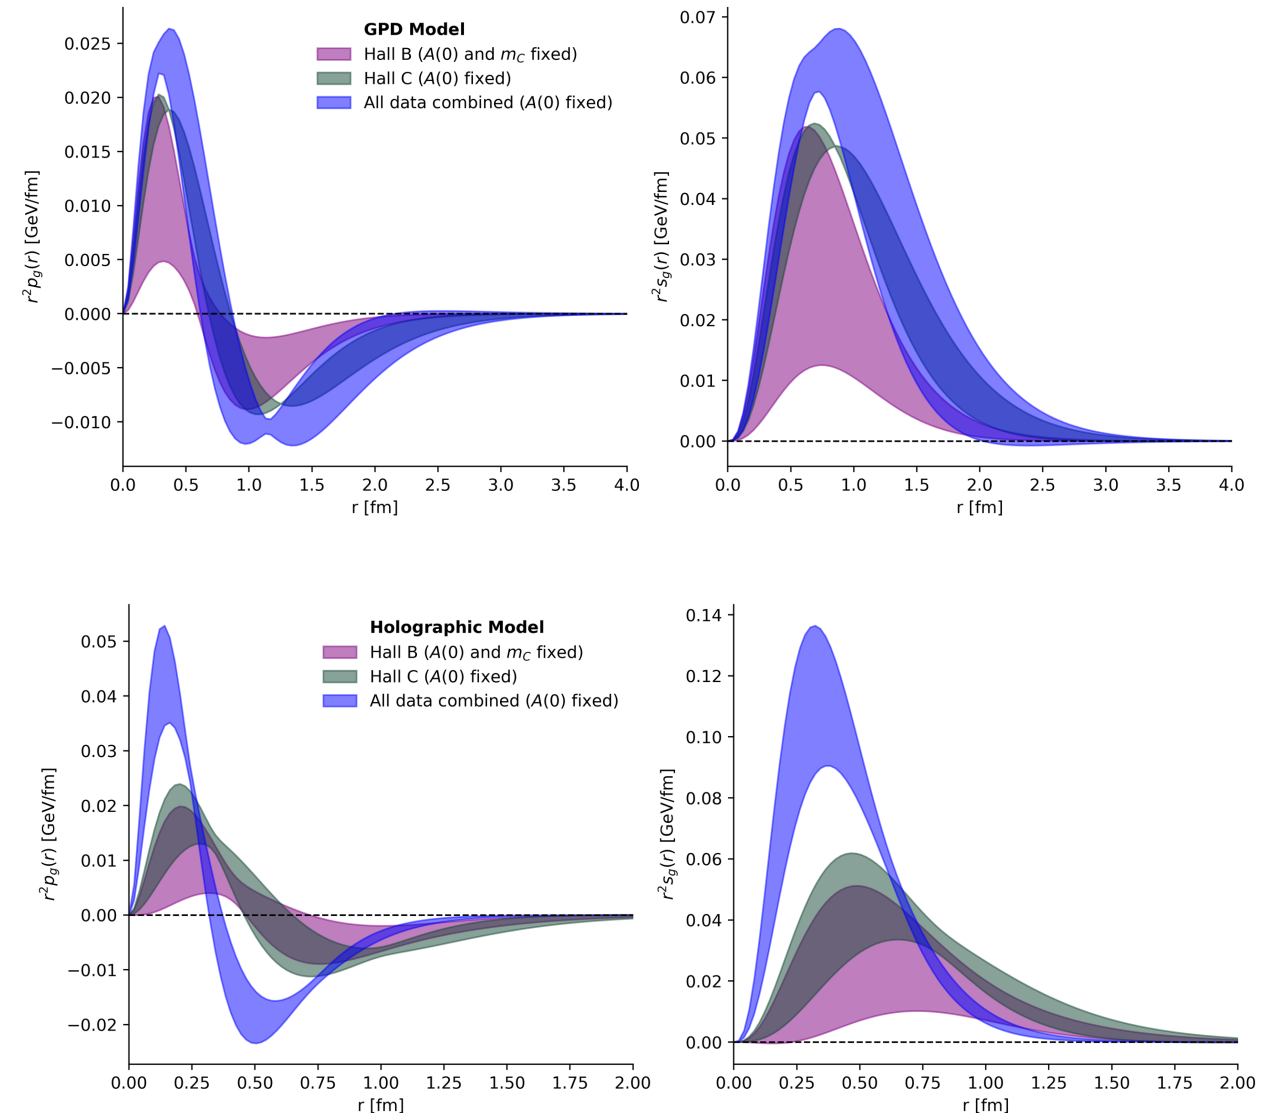 GPD Model
Hall B (A(0) and m_C fixed)
Hall C (A(0) fixed)
All data combined (A(0) fixed)
r²p_g(r) [GeV/fm]
0.025
0.020
0.015
0.010
0.005
0.000
−0.005
−0.010
0.0 0.5 1.0 1.5 2.0 2.5 3.0 3.5 4.0
r [fm]
r²s_g(r) [GeV/fm]
0.07
0.06
0.05
0.04
0.03
0.02
0.01
0.00
0.0 0.5 1.0 1.5 2.0 2.5 3.0 3.5 4.0
r [fm]
Holographic Model
Hall B (A(0) and m_C fixed)
Hall C (A(0) fixed)
All data combined (A(0) fixed)
r²p_g(r) [GeV/fm]
0.05
0.04
0.03
0.02
0.01
0.00
−0.01
−0.02
0.00 0.25 0.50 0.75 1.00 1.25 1.50 1.75 2.00
r [fm]
r²s_g(r) [GeV/fm]
0.14
0.12
0.10
0.08
0.06
0.04
0.02
0.00
0.00 0.25 0.50 0.75 1.00 1.25 1.50 1.75 2.00
r [fm]